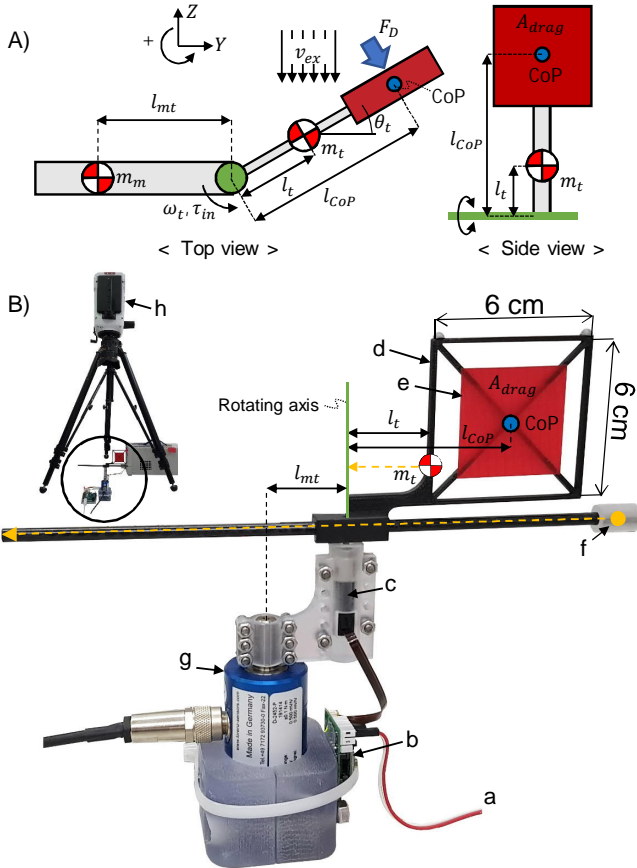 A)
Z
+
Y
F_D
v_ex
CoP
l_mt
θ_t
m_m
m_t
l_t
l_CoP
ω_t, τ_in
< Top view >
A_drag
CoP
l_CoP
l_t
m_t
< Side view >
B)
h
6 cm
d
e
A_drag
6 cm
Rotating axis
l_t
l_CoP
CoP
l_mt
m_t
f
c
g
Made in Germany
b
a